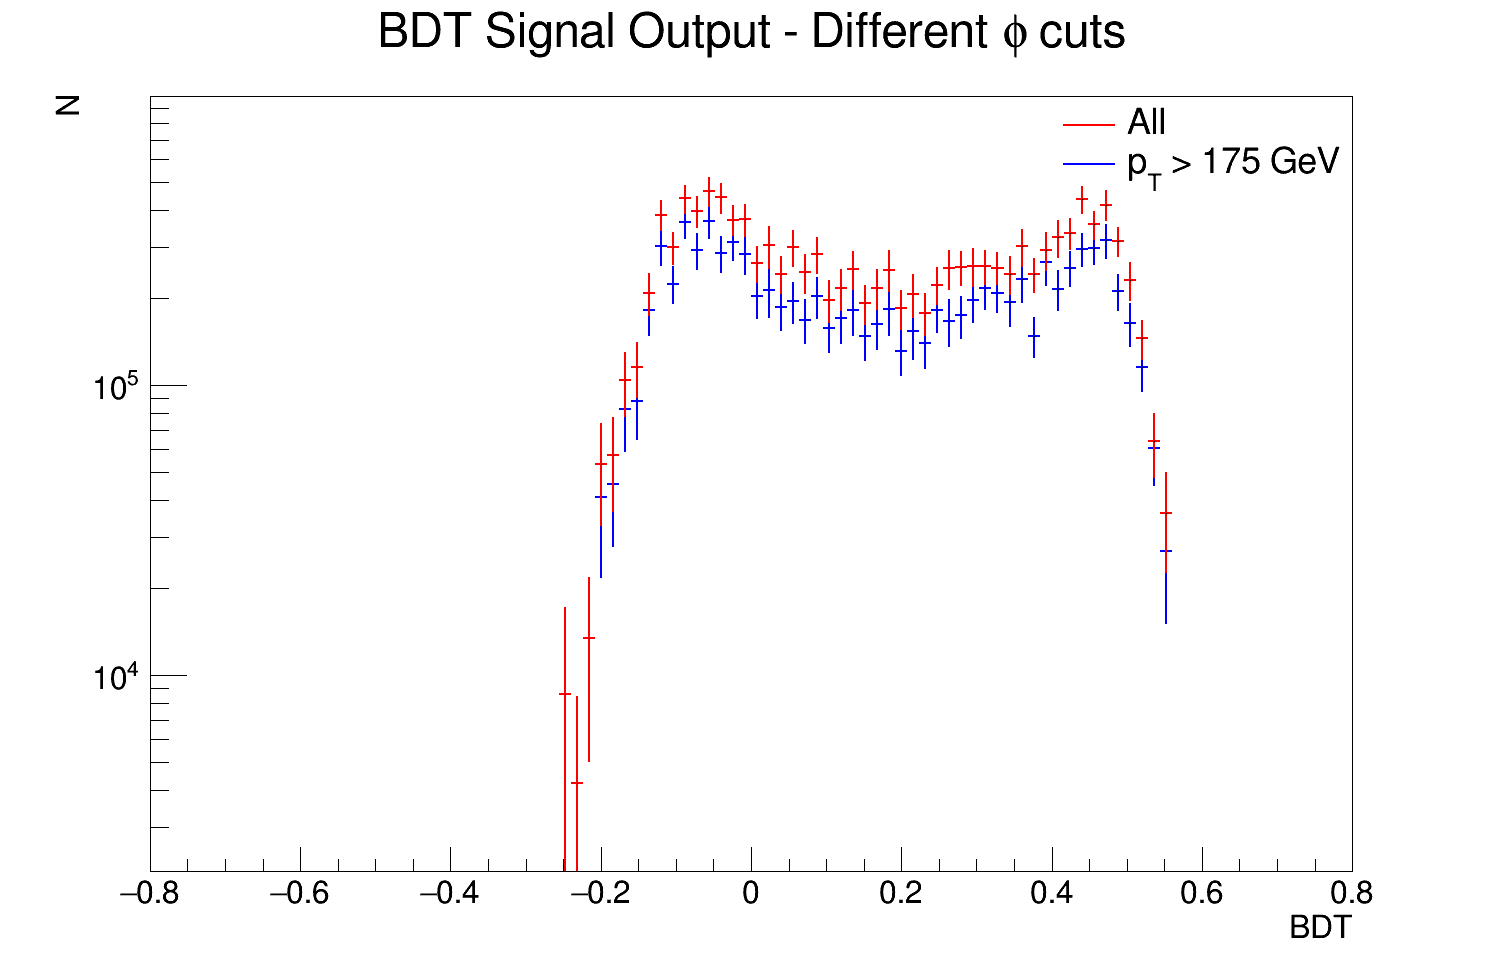 BDT Signal Output - Different ϕ cuts
N
All
p_T > 175 GeV
10^5
10^4
−0.8 −0.6 −0.4 −0.2 0 0.2 0.4 0.6 0.8
BDT